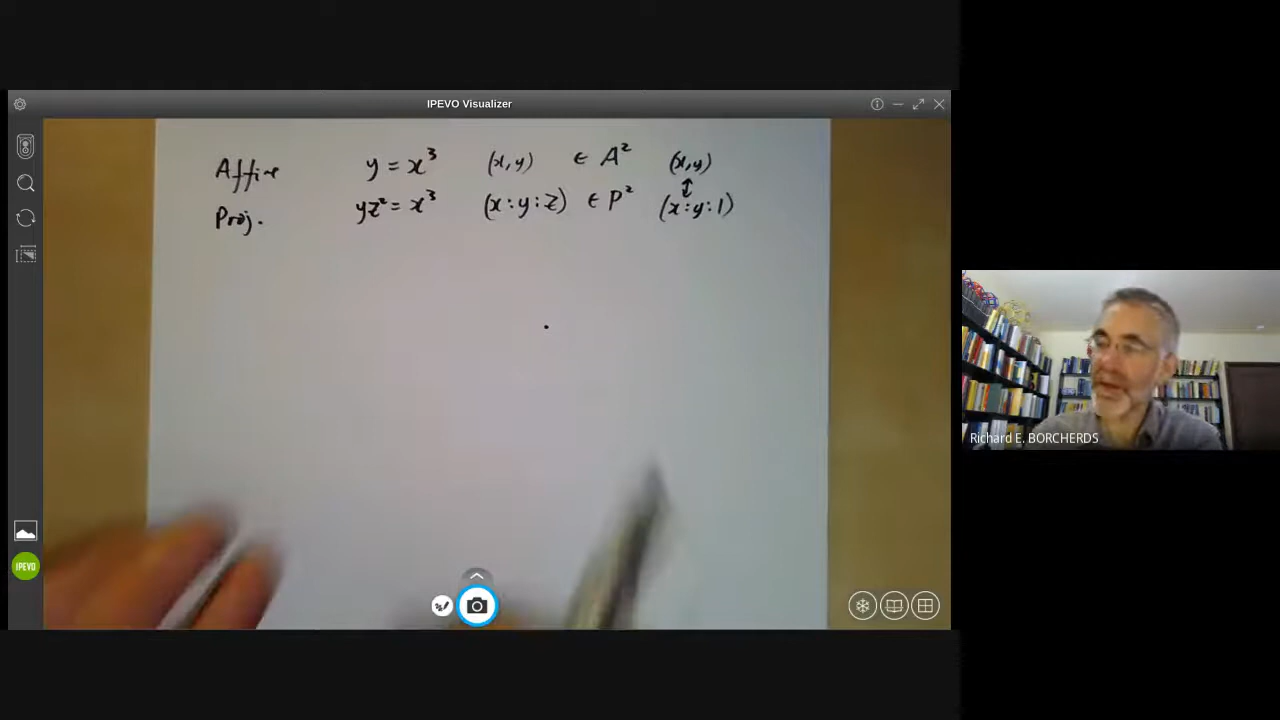 IPEVO Visualizer
Affine y = x³ (x,y) ∈ A² (x,y)
↕
Proj. yz² = x³ (x:y:z) ∈ P² (x:y:1)
Richard E. BORCHERDS
IPEVO